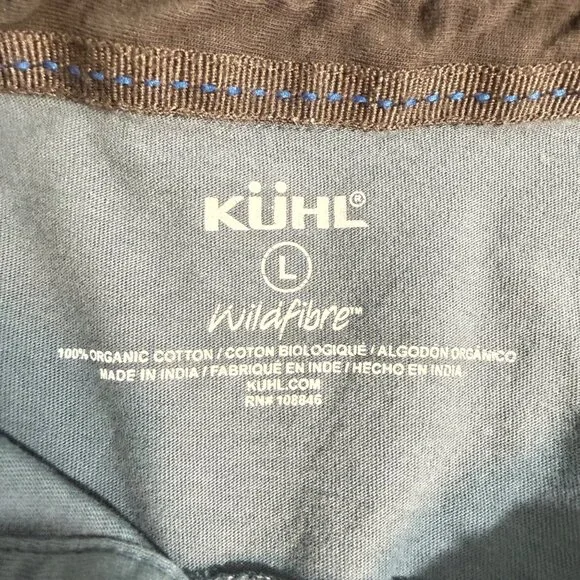 KÜHL®
L
Wildfibre™
100% ORGANIC COTTON / COTON BIOLOGIQUE / ALGODÓN ORGÁNICO
MADE IN INDIA / FABRIQUÉ EN INDE / HECHO EN INDIA
KUHL.COM
RN# 108846